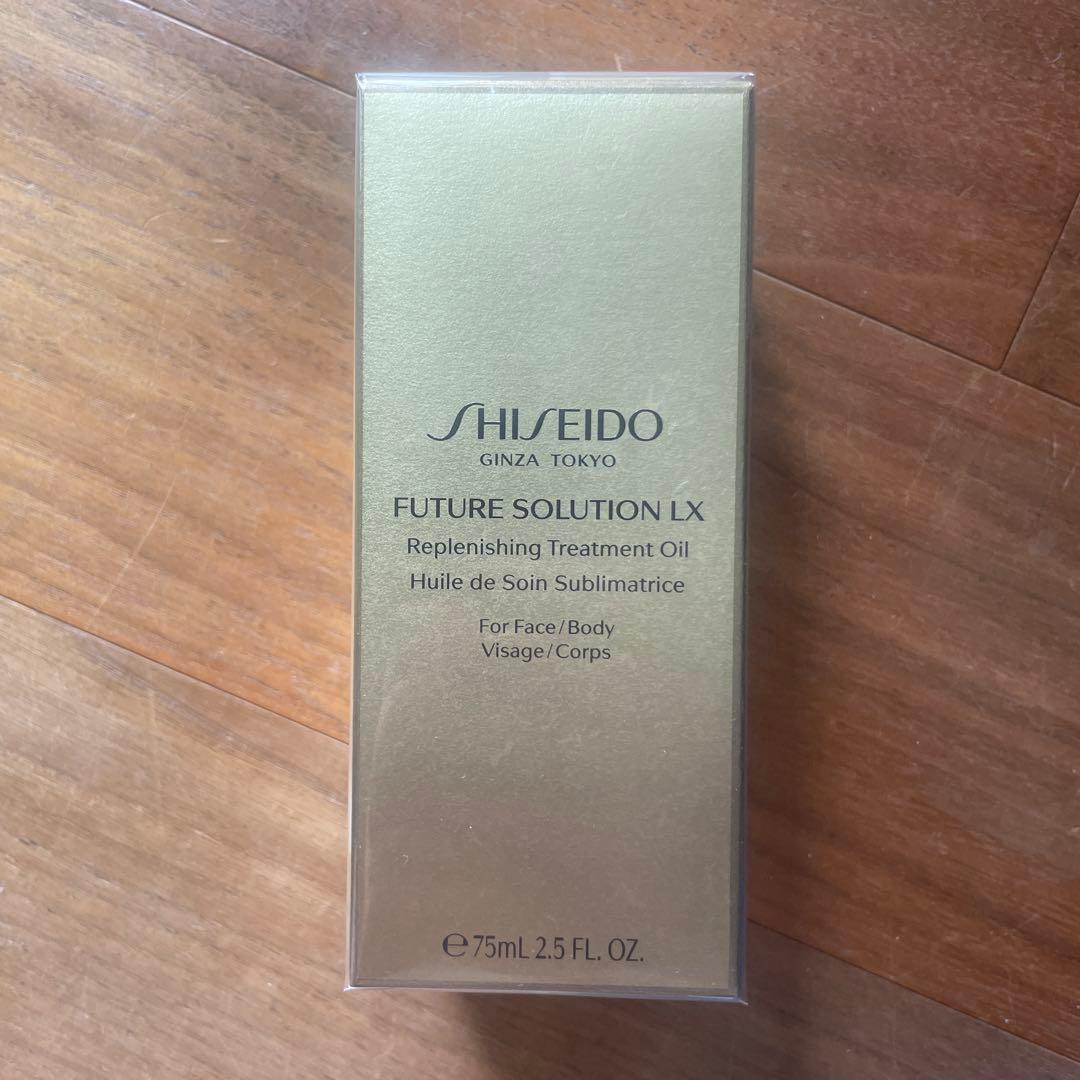 SHISEIDO
GINZA TOKYO
FUTURE SOLUTION LX
Replenishing Treatment Oil
Huile de Soin Sublimatrice
For Face/Body
Visage/Corps
℮75mL 2.5 FL. OZ.